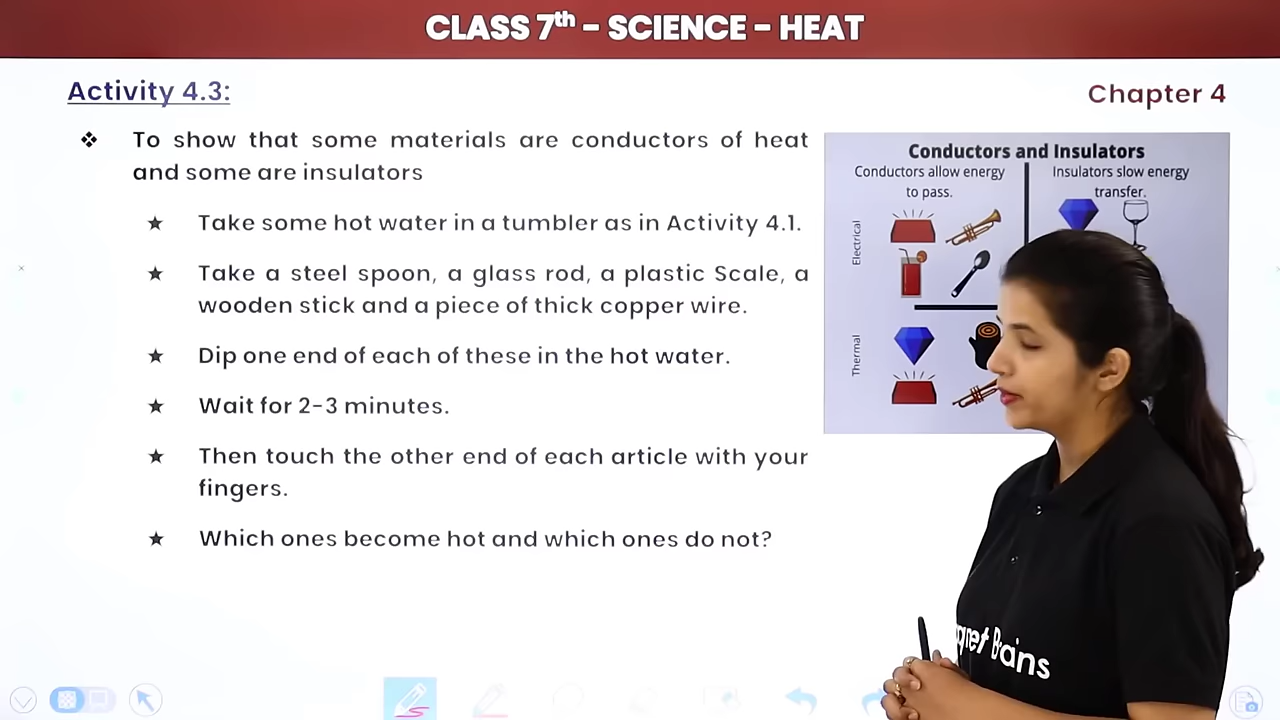 CLASS 7th – SCIENCE – HEAT
Activity 4.3:
Chapter 4
❖ To show that some materials are conductors of heat
and some are insulators
★ Take some hot water in a tumbler as in Activity 4.1.
★ Take a steel spoon, a glass rod, a plastic Scale, a
wooden stick and a piece of thick copper wire.
★ Dip one end of each of these in the hot water.
★ Wait for 2-3 minutes.
★ Then touch the other end of each article with your
fingers.
★ Which ones become hot and which ones do not?
Conductors and Insulators
Conductors allow energy
to pass.
Insulators slow energy
transfer.
Electrical
Thermal
Brains